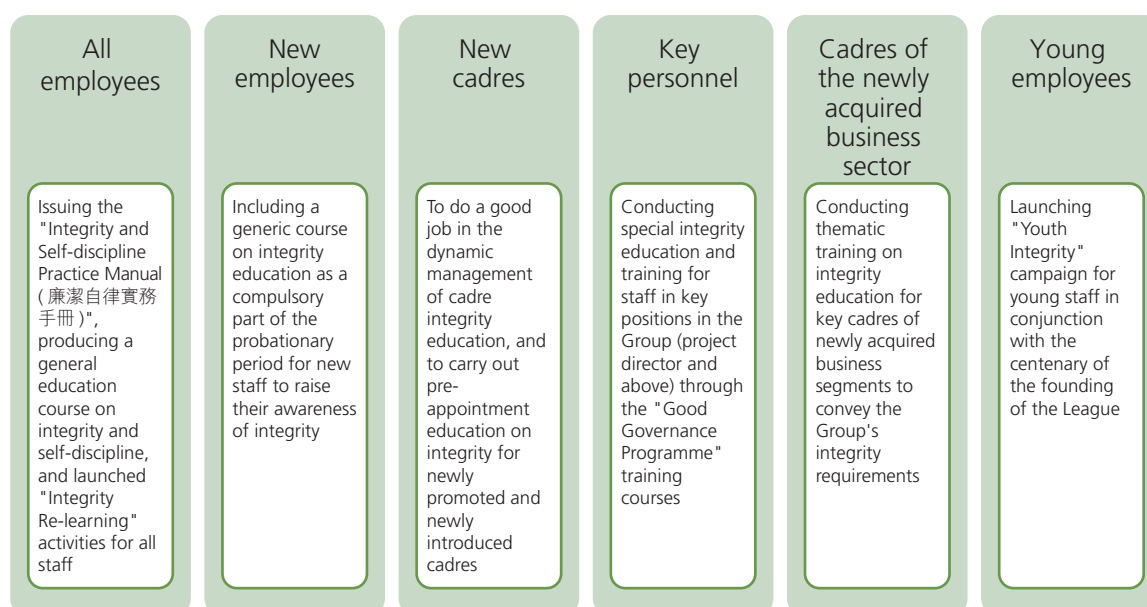 All
employees
Issuing the
"Integrity and
Self-discipline
Practice Manual
( 廉潔自律實務
手冊 )",
producing a
general
education
course on
integrity and
self-discipline,
and launched
"Integrity
Re-learning"
activities for all
staff
New
employees
Including a
generic course
on integrity
education as a
compulsory
part of the
probationary
period for new
staff to raise
their awareness
of integrity
New
cadres
To do a good
job in the
dynamic
management
of cadre
integrity
education, and
to carry out
pre-
appointment
education on
integrity for
newly
promoted and
newly
introduced
cadres
Key
personnel
Conducting
special integrity
education and
training for
staff in key
positions in the
Group (project
director and
above) through
the "Good
Governance
Programme"
training
courses
Cadres of
the newly
acquired
business
sector
Conducting
thematic
training on
integrity
education for
key cadres of
newly acquired
business
segments to
convey the
Group's
integrity
requirements
Young
employees
Launching
"Youth
Integrity"
campaign for
young staff in
conjunction
with the
centenary of
the founding
of the League